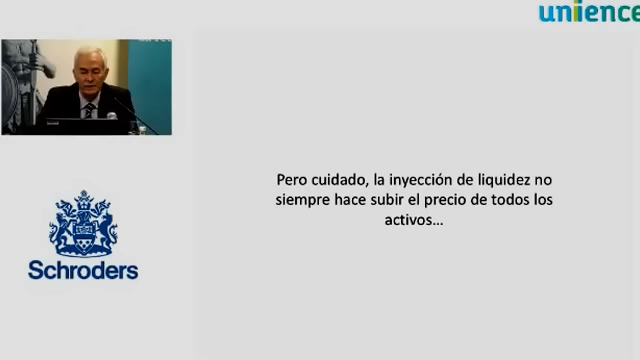 unience
Pero cuidado, la inyección de liquidez no
siempre hace subir el precio de todos los
activos...
Schroders